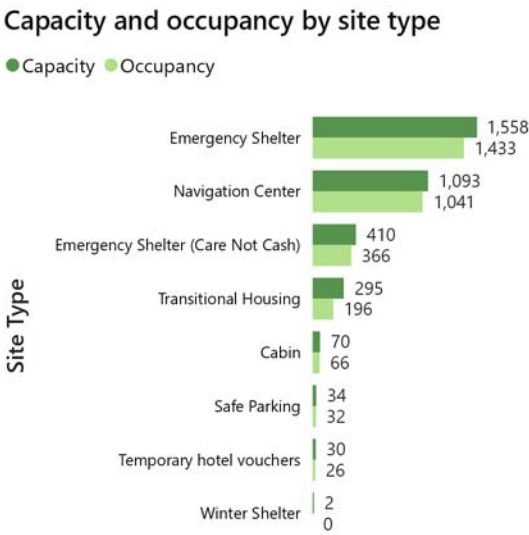 Capacity and occupancy by site type
Capacity Occupancy
Site Type
Emergency Shelter
1,558
1,433
Navigation Center
1,093
1,041
Emergency Shelter (Care Not Cash)
410
366
Transitional Housing
295
196
Cabin
70
66
Safe Parking
34
32
Temporary hotel vouchers
30
26
Winter Shelter
2
0